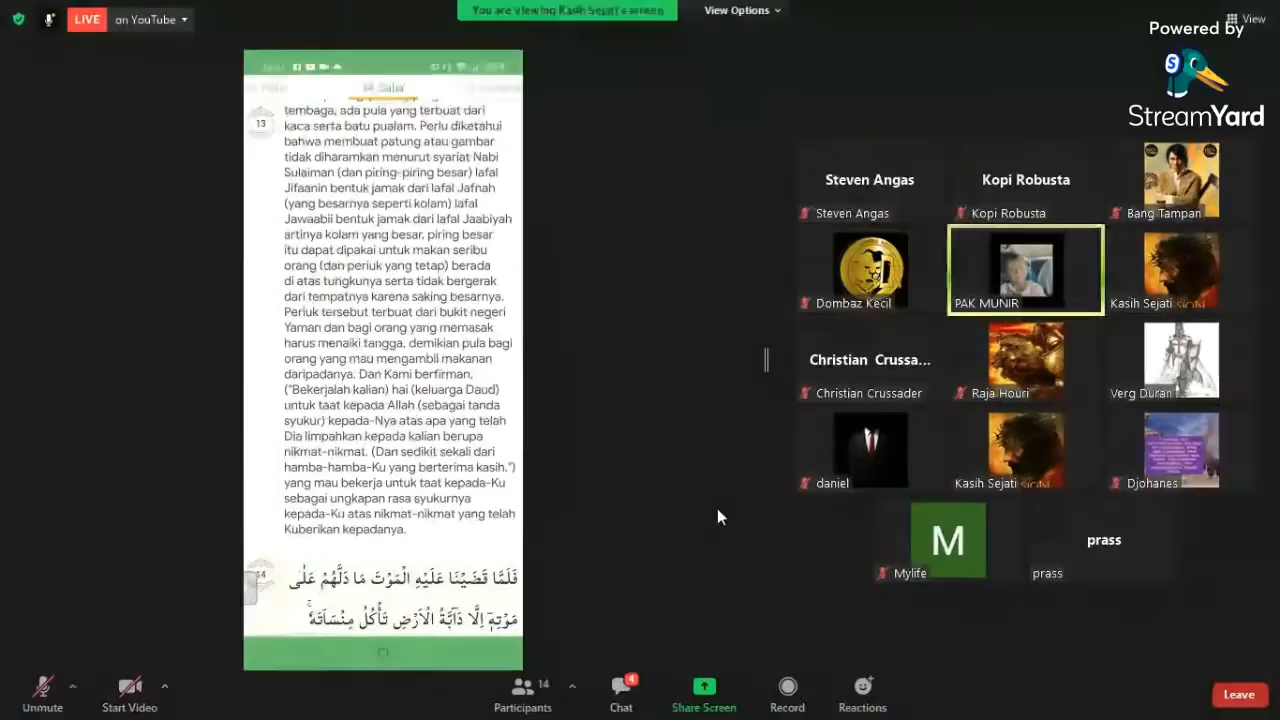 LIVE
on YouTube
You are viewing Kasih Sejati's screen
View Options
View
Powered by
StreamYard
34. Saba'
13
tembaga, ada pula yang terbuat dari
kaca serta batu pualam. Perlu diketahui
bahwa membuat patung atau gambar
tidak diharamkan menurut syariat Nabi
Sulaiman (dan piring-piring besar) lafal
Jifaanin bentuk jamak dari lafal Jafnah
(yang besarnya seperti kolam) lafal
Jawaabii bentuk jamak dari lafal Jaabiyah
artinya kolam yang besar, piring besar
itu dapat dipakai untuk makan seribu
orang (dan periuk yang tetap) berada
di atas tungkunya serta tidak bergerak
dari tempatnya karena saking besarnya.
Periuk tersebut terbuat dari bukit negeri
Yaman dan bagi orang yang memasak
harus menaiki tangga, demikian pula bagi
orang yang mau mengambil makanan
daripadanya. Dan Kami berfirman,
("Bekerjalah kalian) hai (keluarga Daud)
untuk taat kepada Allah (sebagai tanda
syukur) kepada-Nya atas apa yang telah
Dia limpahkan kepada kalian berupa
nikmat-nikmat. (Dan sedikit sekali dari
hamba-hamba-Ku yang berterima kasih.")
yang mau bekerja untuk taat kepada-Ku
sebagai ungkapan rasa syukurnya
kepada-Ku atas nikmat-nikmat yang telah
Kuberikan kepadanya.
14
فَلَمَّا قَضَيْنَا عَلَيْهِ الْمَوْتَ مَا دَلَّهُمْ عَلٰى
مَوْتِهٖٓ اِلَّا دَاۤبَّةُ الْاَرْضِ تَأْكُلُ مِنْسَاَتَهٗۚ
Steven Angas
Kopi Robusta
Steven Angas
Kopi Robusta
Bang Tampan
Dombaz Kecil
PAK MUNIR
Kasih Sejati
Christian Crussa...
Christian Crussader
Raja Houri
Verg Duran
daniel
Kasih Sejati
Djohanes
M
Mylife
prass
prass
Unmute
Start Video
14
Participants
4
Chat
Share Screen
Record
Reactions
Leave